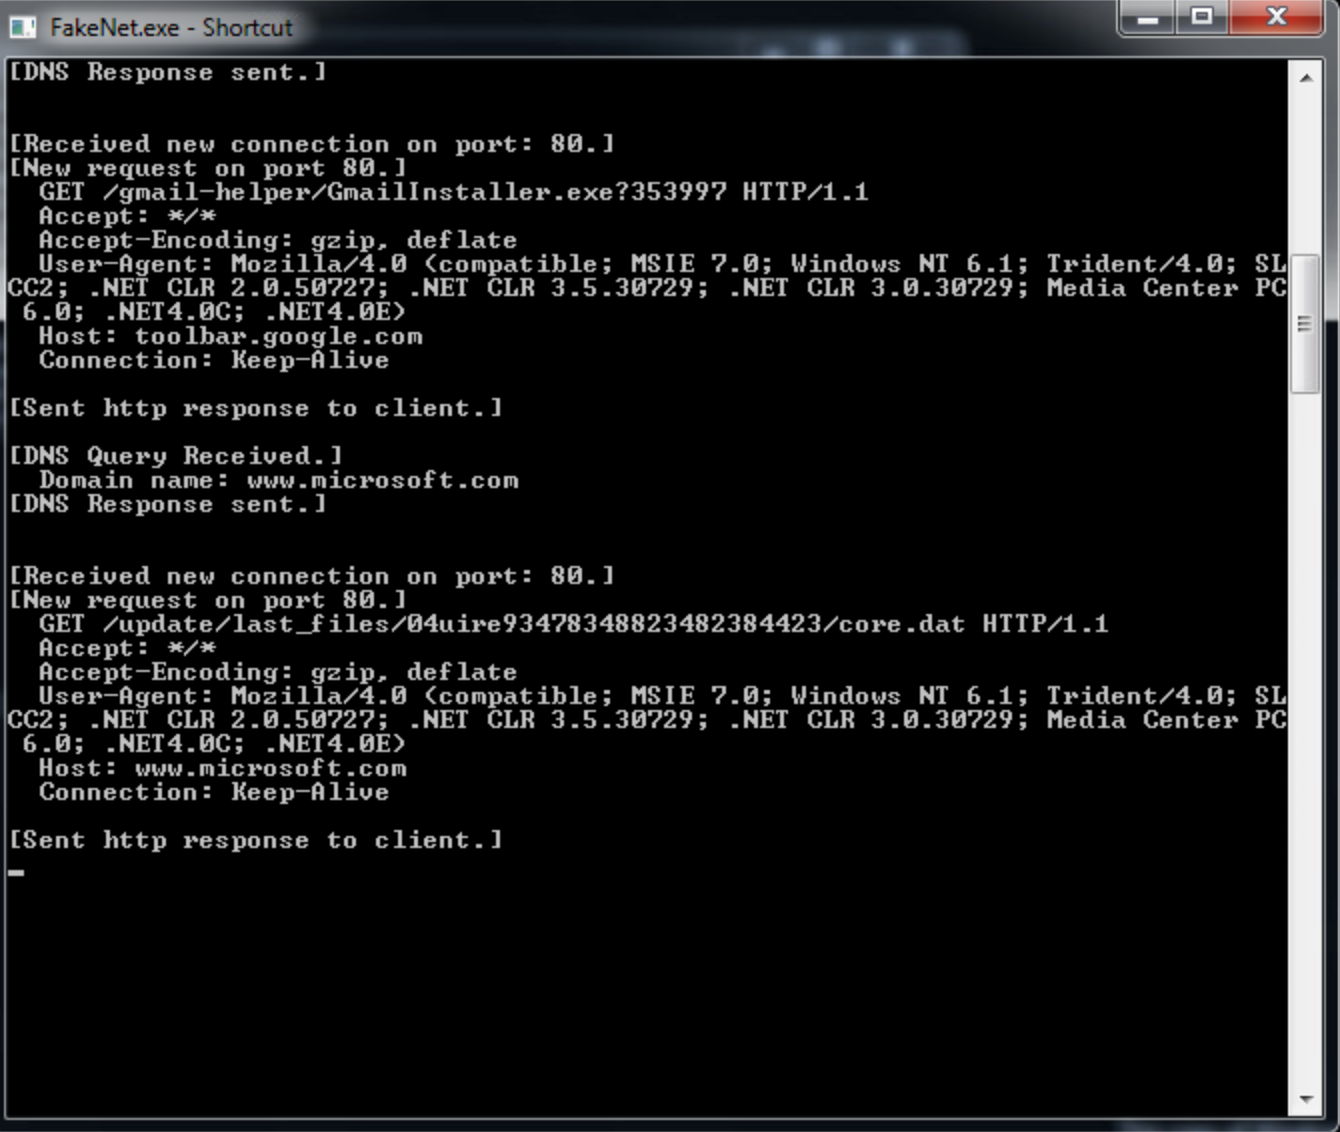 FakeNet.exe - Shortcut
[DNS Response sent.]
[Received new connection on port: 80.]
[New request on port 80.]
GET /gmail-helper/GmailInstaller.exe?353997 HTTP/1.1
Accept: */*
Accept-Encoding: gzip, deflate
User-Agent: Mozilla/4.0 (compatible; MSIE 7.0; Windows NT 6.1; Trident/4.0; SL
CC2; .NET CLR 2.0.50727; .NET CLR 3.5.30729; .NET CLR 3.0.30729; Media Center PC
6.0; .NET4.0C; .NET4.0E)
Host: toolbar.google.com
Connection: Keep-Alive
[Sent http response to client.]
[DNS Query Received.]
Domain name: www.microsoft.com
[DNS Response sent.]
[Received new connection on port: 80.]
[New request on port 80.]
GET /update/last_files/04uire934783488234823844​23/core.dat HTTP/1.1
Accept: */*
Accept-Encoding: gzip, deflate
User-Agent: Mozilla/4.0 (compatible; MSIE 7.0; Windows NT 6.1; Trident/4.0; SL
CC2; .NET CLR 2.0.50727; .NET CLR 3.5.30729; .NET CLR 3.0.30729; Media Center PC
6.0; .NET4.0C; .NET4.0E)
Host: www.microsoft.com
Connection: Keep-Alive
[Sent http response to client.]